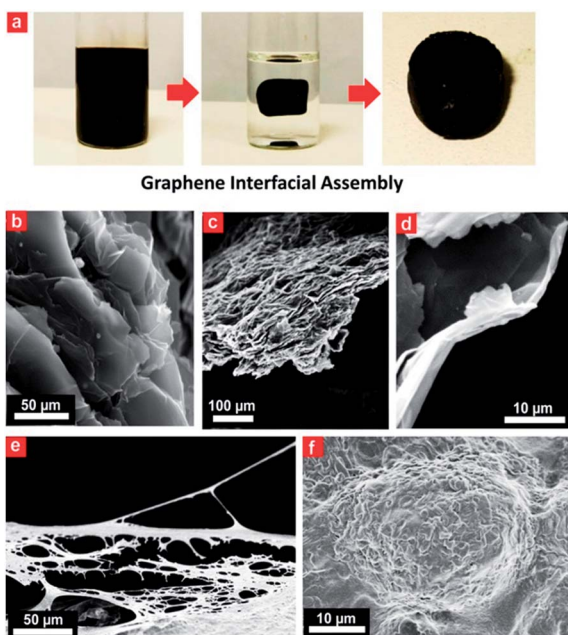 a
Graphene Interfacial Assembly
b
50 µm
c
100 µm
d
10 µm
e
50 µm
f
10 µm